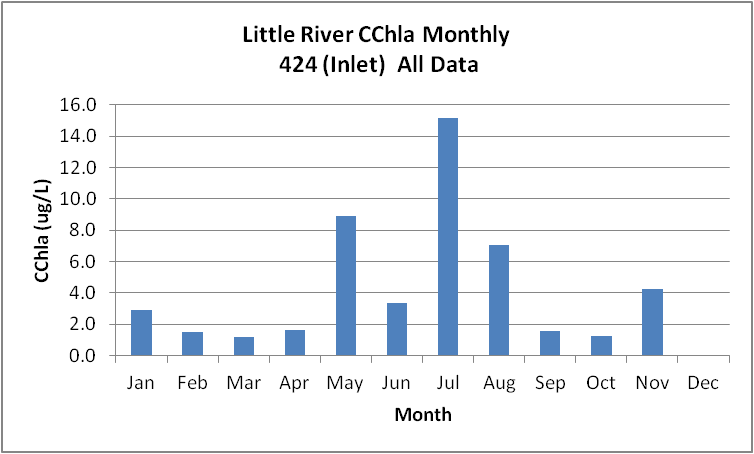 Little River CChla Monthly
424 (Inlet)  All Data
16.0
14.0
12.0
10.0
8.0
6.0
4.0
2.0
0.0
CChla (ug/L)
Jan Feb Mar Apr May Jun Jul Aug Sep Oct Nov Dec
Month